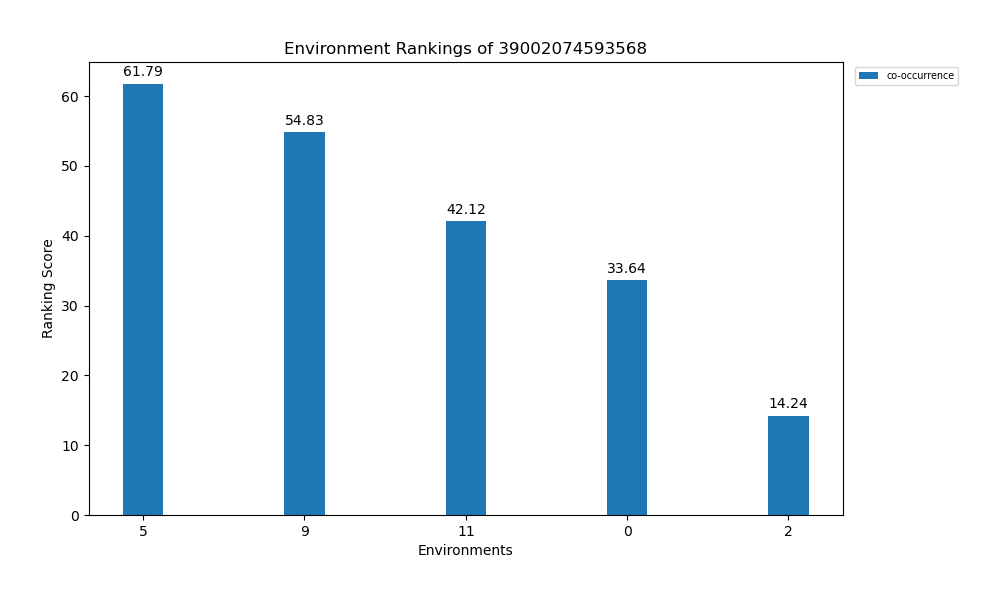 Environment Rankings of 39002074593568
co-occurrence
61.79
54.83
42.12
33.64
14.24
60
50
40
30
20
10
0
Ranking Score
5 9 11 0 2
Environments